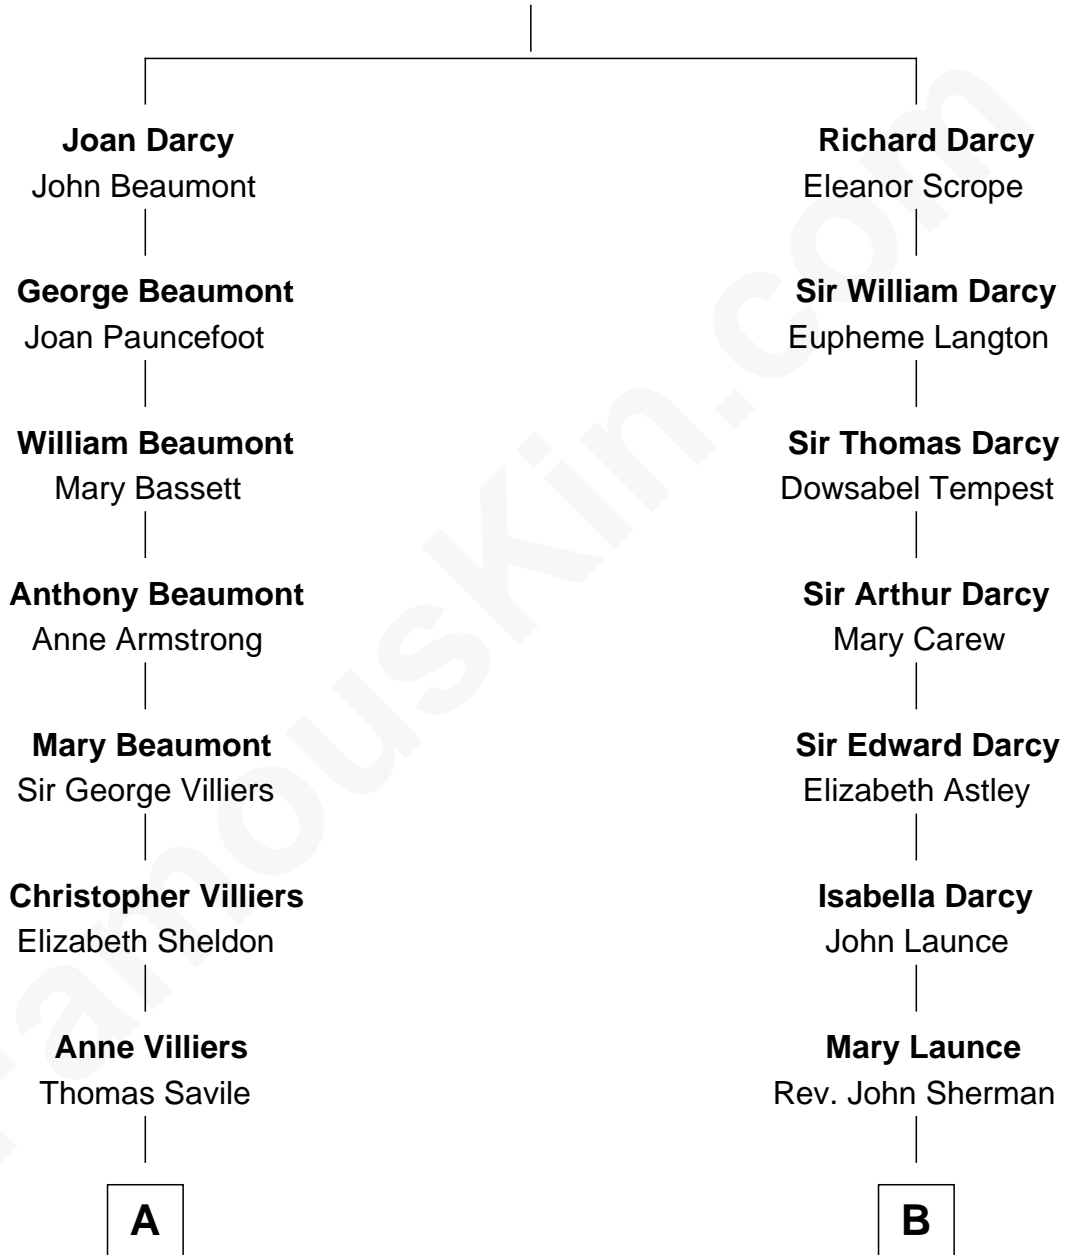 Joan Darcy
John Beaumont
George Beaumont
Joan Pauncefoot
William Beaumont
Mary Bassett
Anthony Beaumont
Anne Armstrong
Mary Beaumont
Sir George Villiers
Christopher Villiers
Elizabeth Sheldon
Anne Villiers
Thomas Savile
A
Richard Darcy
Eleanor Scrope
Sir William Darcy
Eupheme Langton
Sir Thomas Darcy
Dowsabel Tempest
Sir Arthur Darcy
Mary Carew
Sir Edward Darcy
Elizabeth Astley
Isabella Darcy
John Launce
Mary Launce
Rev. John Sherman
B
FamousKin.com